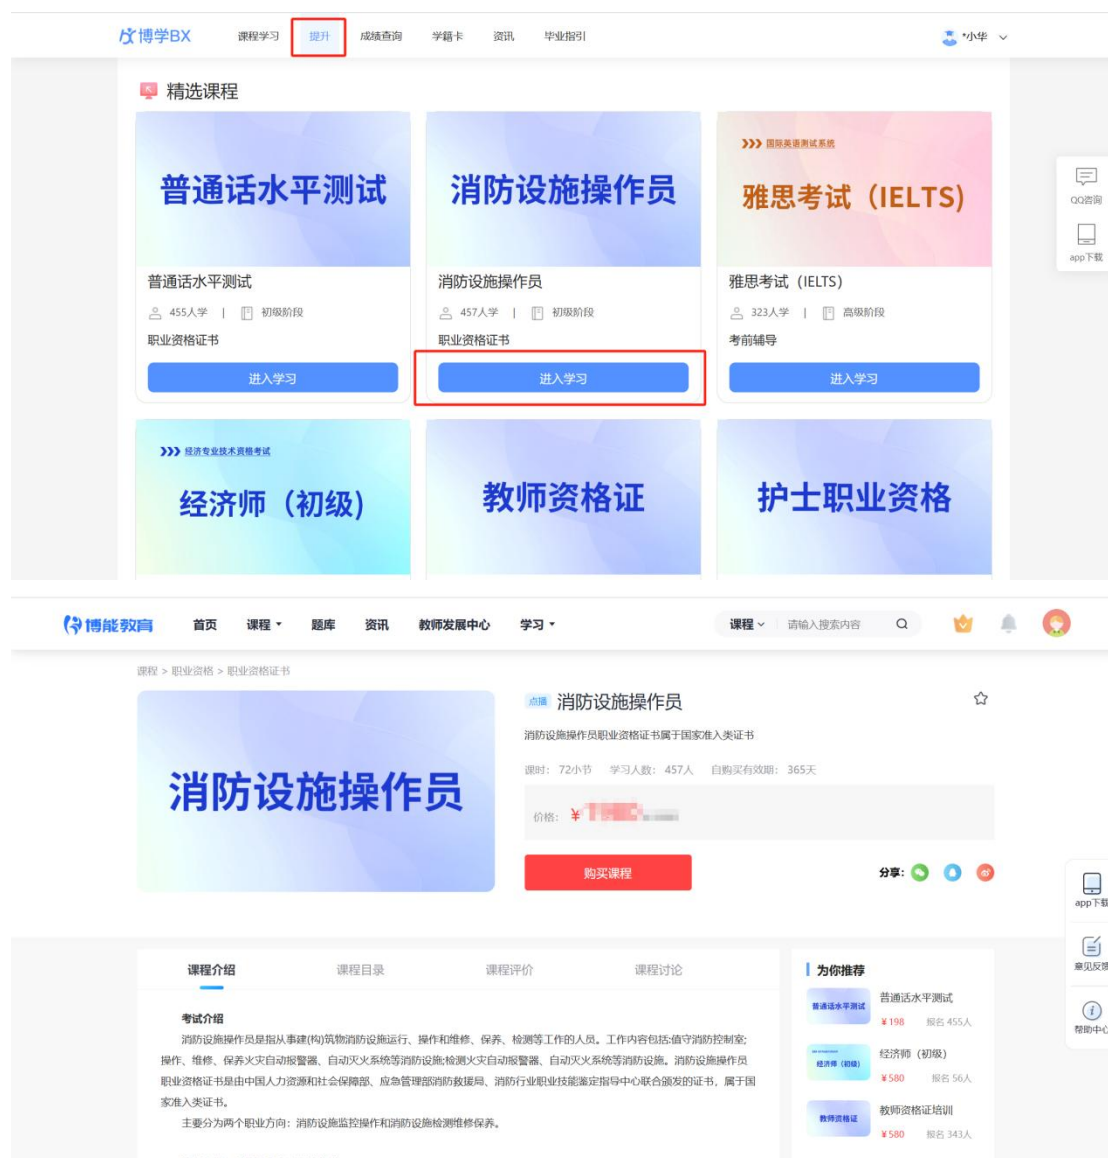 博学BX 课程学习 提升 成绩查询 学籍卡 资讯 毕业指引 *小华
精选课程
普通话水平测试
消防设施操作员
国际英语测试系统
雅思考试（IELTS）
QQ咨询
app下载
普通话水平测试
455人学 | 初级阶段
职业资格证书
进入学习
消防设施操作员
457人学 | 初级阶段
职业资格证书
进入学习
雅思考试（IELTS）
323人学 | 高级阶段
考前辅导
进入学习
经济专业技术资格考试
经济师（初级）
教师资格证
护士职业资格
博能教育 首页 课程 题库 资讯 教师发展中心 学习 课程 请输入搜索内容
课程 > 职业资格 > 职业资格证书
消防设施操作员
点播 消防设施操作员
消防设施操作员职业资格证书属于国家准入类证书
课时： 72小节 学习人数： 457人 自购买有效期： 365天
价格： ¥
购买课程
分享：
app下载
意见反馈
帮助中心
课程介绍 课程目录 课程评价 课程讨论
考试介绍
消防设施操作员是指从事建(构)筑物消防设施运行、操作和维修、保养、检测等工作的人员。工作内容包括:值守消防控制室;
操作、维修、保养火灾自动报警器、自动灭火系统等消防设施;检测火灾自动报警器、自动灭火系统等消防设施。消防设施操作员
职业资格证书是由中国人力资源和社会保障部、应急管理部消防救援局、消防行业职业技能鉴定指导中心联合颁发的证书，属于国
家准入类证书。
主要分为两个职业方向：消防设施监控操作和消防设施检测维修保养。
为你推荐
普通话水平测试
普通话水平测试
¥198 报名 455人
经济师（初级）
经济师（初级）
¥580 报名 56人
教师资格证
教师资格证培训
¥580 报名 343人